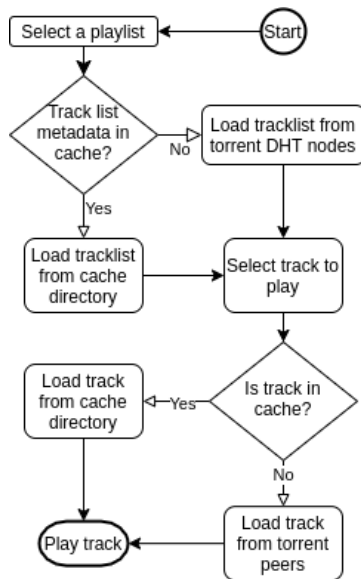 Start
Select a playlist
Track list
metadata in
cache?
No
Load tracklist from
torrent DHT nodes
Yes
Load tracklist
from cache
directory
Select track to
play
Is track in
cache?
Yes
Load track
from cache
directory
No
Load track
from torrent
peers
Play track